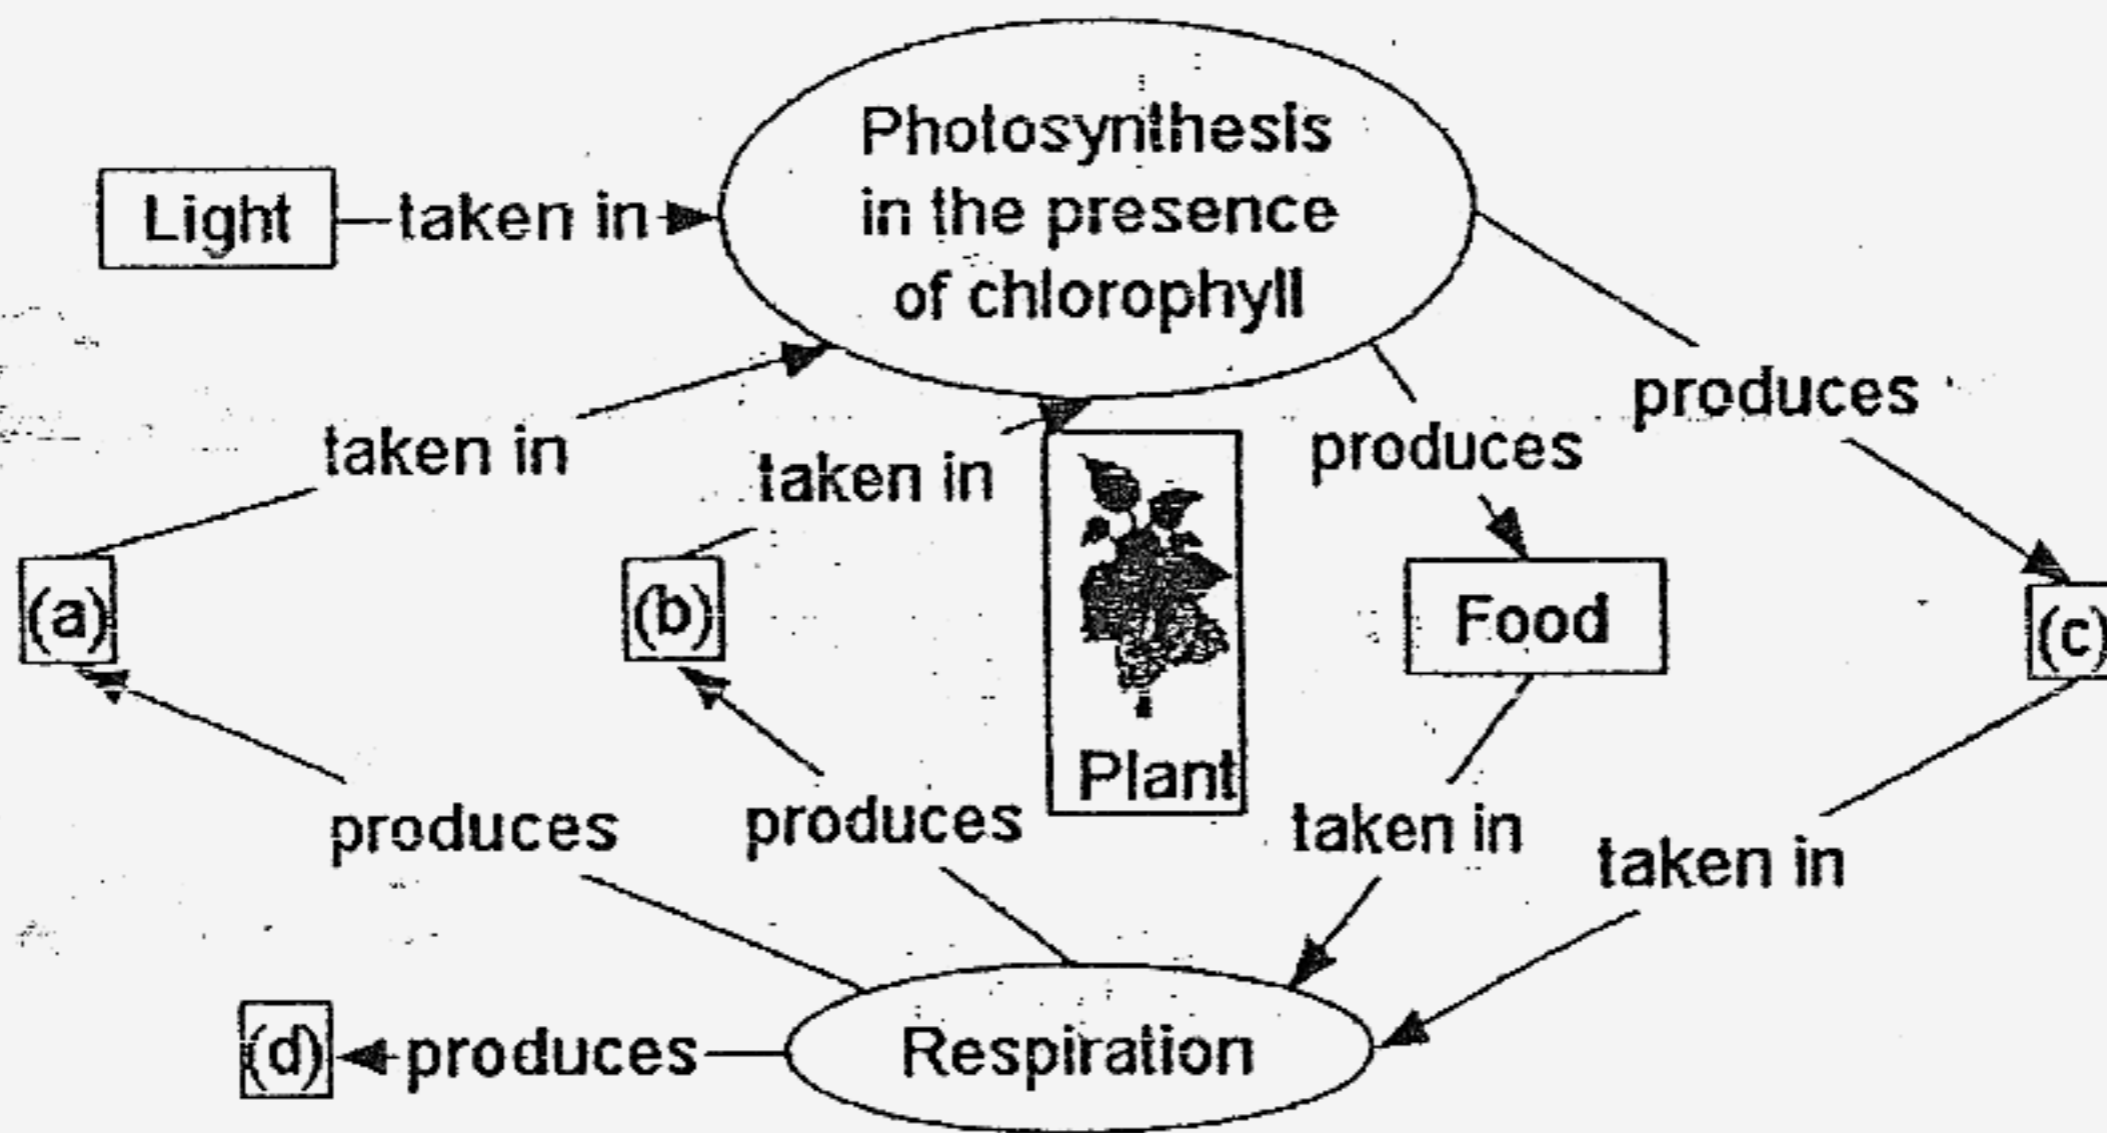 Photosynthesis
in the presence
of chlorophyll
Light
taken in
produces
taken in
taken in
produces
(a)
(b)
Food
(c)
Plant
produces
produces
taken in
taken in
(d)
produces
Respiration